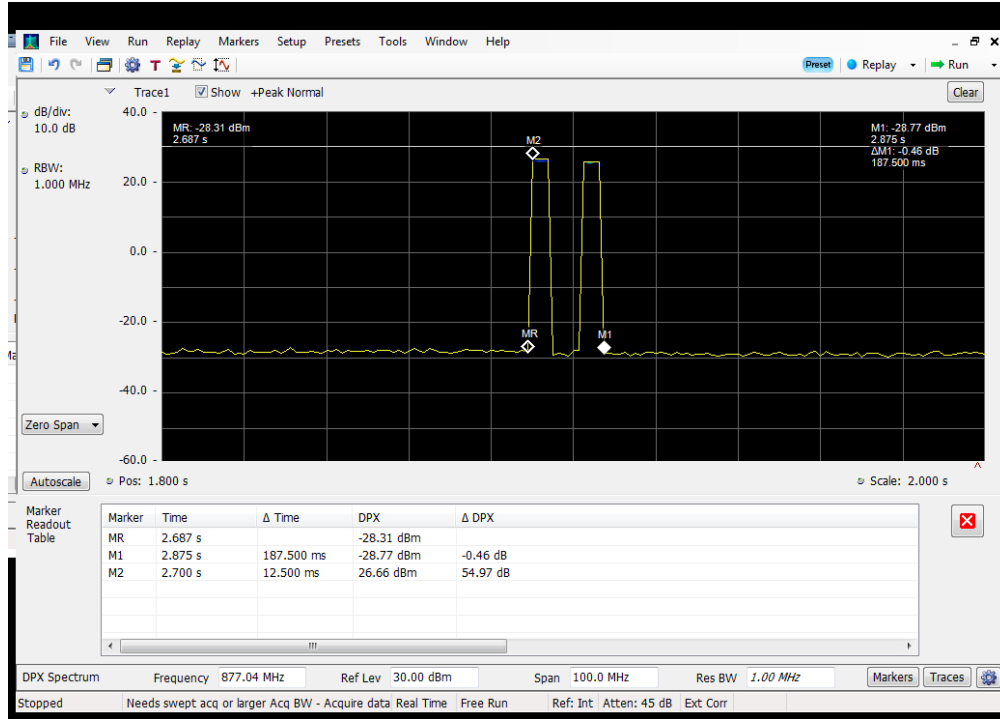 File View Run Replay Markers Setup Presets Tools Window Help
T Preset Replay Run
Trace1 Show +Peak Normal Clear
dB/div:
10.0 dB
RBW:
1.000 MHz
40.0 -
20.0 -
0.0 -
-20.0 -
-40.0 -
-60.0 -
MR: -28.31 dBm
2.687 s
M1: -28.77 dBm
2.875 s
ΔM1: -0.46 dB
187.500 ms
M2
MR
M1
Zero Span
Autoscale Pos: 1.800 s Scale: 2.000 s
Marker
Readout
Table
Marker Time Δ Time DPX Δ DPX
MR 2.687 s -28.31 dBm
M1 2.875 s 187.500 ms -28.77 dBm -0.46 dB
M2 2.700 s 12.500 ms 26.66 dBm 54.97 dB
DPX Spectrum Frequency 877.04 MHz Ref Lev 30.00 dBm Span 100.0 MHz Res BW 1.00 MHz Markers Traces
Stopped Needs swept acq or larger Acq BW - Acquire data Real Time Free Run Ref: Int Atten: 45 dB Ext Corr